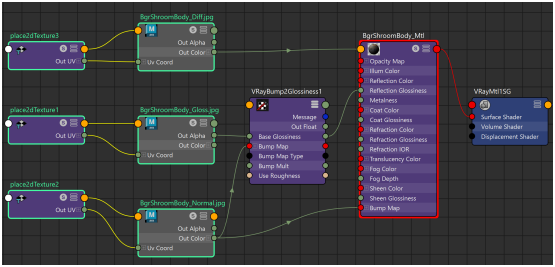 place2dTexture3
Out UV
BgrShroomBody_Diff.jpg
Out Alpha
Out Color
Uv Coord
place2dTexture1
Out UV
BgrShroomBody_Gloss.jpg
Out Alpha
Out Color
Uv Coord
place2dTexture2
Out UV
BgrShroomBody_Normal.jpg
Out Alpha
Out Color
Uv Coord
VRayBump2Glossiness1
Message
Out Float
Base Glossiness
Bump Map
Bump Map Type
Bump Mult
Use Roughness
BgrShroomBody_Mtl
Opacity Map
Illum Color
Reflection Color
Reflection Glossiness
Metalness
Coat Color
Coat Glossiness
Refraction Color
Refraction Glossiness
Refraction IOR
Translucency Color
Fog Color
Fog Depth
Sheen Color
Sheen Glossiness
Bump Map
VRayMtl1SG
Surface Shader
Volume Shader
Displacement Shader